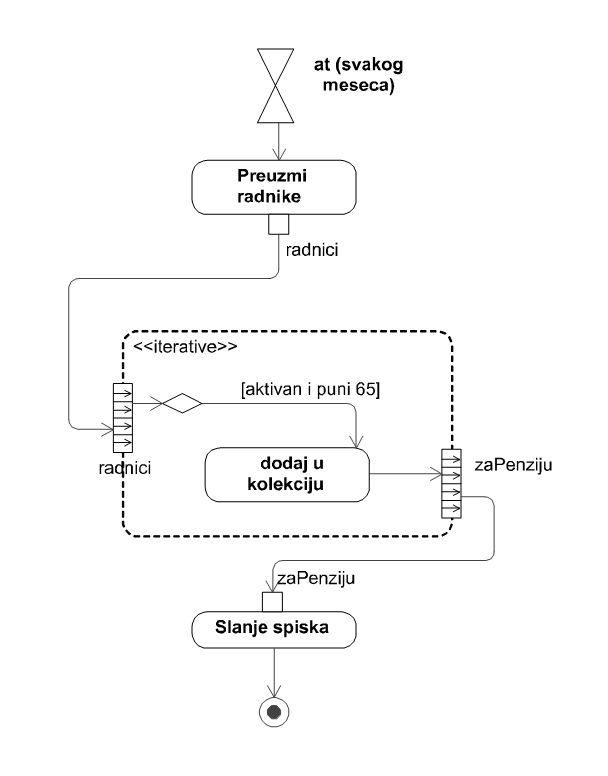 at (svakog
meseca)
Preuzmi
radnike
radnici
<<iterative>>
[aktivan i puni 65]
radnici
dodaj u
kolekciju
zaPenziju
zaPenziju
Slanje spiska